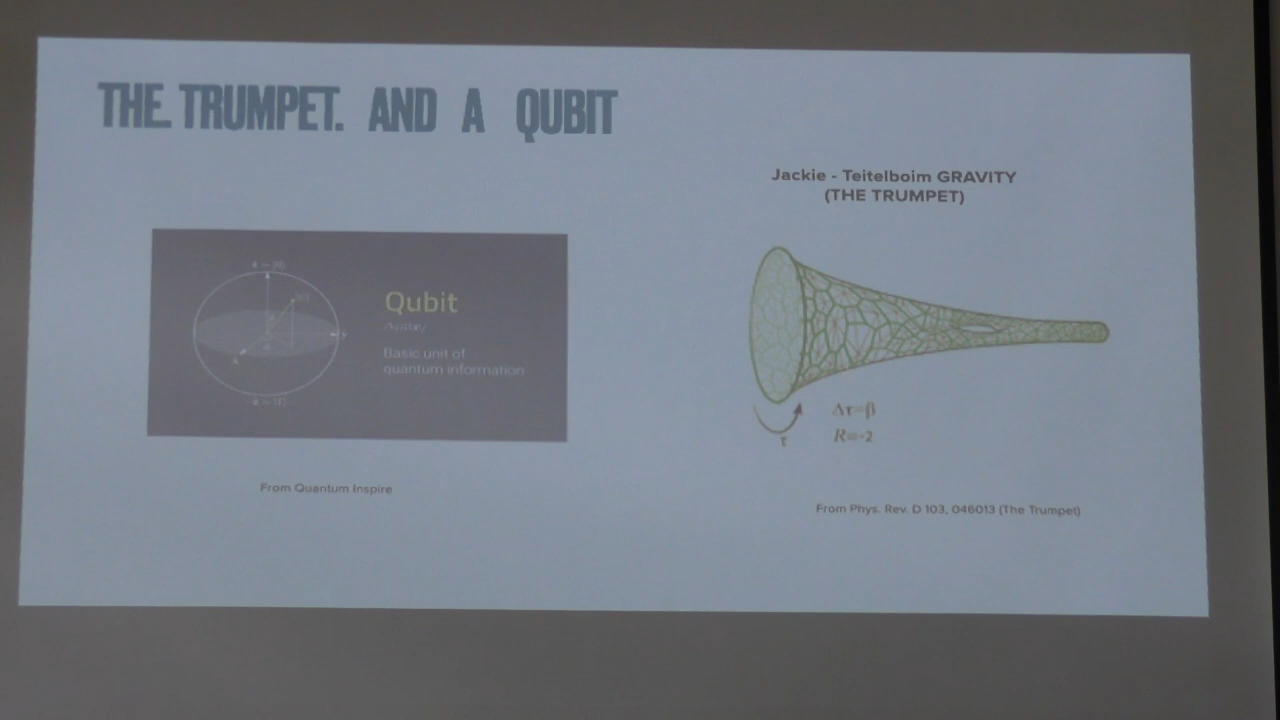 THE. TRUMPET. AND A QUBIT
Jackie - Teitelboim GRAVITY
(THE TRUMPET)
Qubit
Basic unit of
quantum information
Δτ=β
τ
R=-2
From Quantum Inspire
From Phys. Rev. D 103, 046013 (The Trumpet)